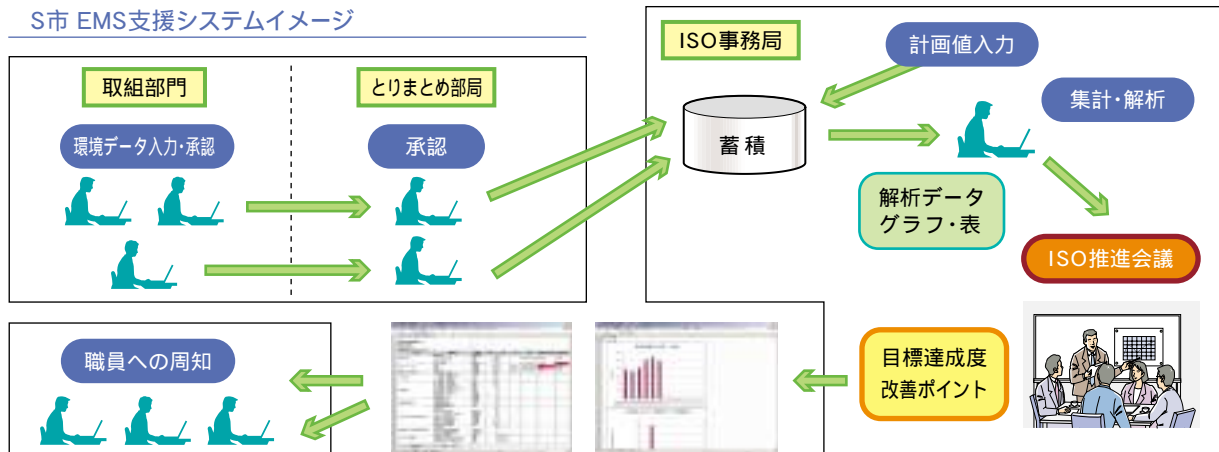 S市 EMS支援システムイメージ
取組部門
とりまとめ部局
環境データ入力・承認
承認
ISO事務局
計画値入力
集計・解析
蓄積
解析データ
グラフ・表
ISO推進会議
職員への周知
目標達成度
改善ポイント